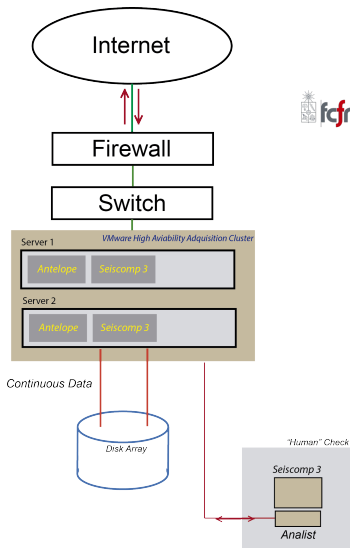 Internet
fcfm
Firewall
Switch
VMware High Aviability Adquisition Cluster
Server 1
Antelope
Seiscomp 3
Server 2
Antelope
Seiscomp 3
Continuous Data
Disk Array
"Human" Check
Seiscomp 3
Analist